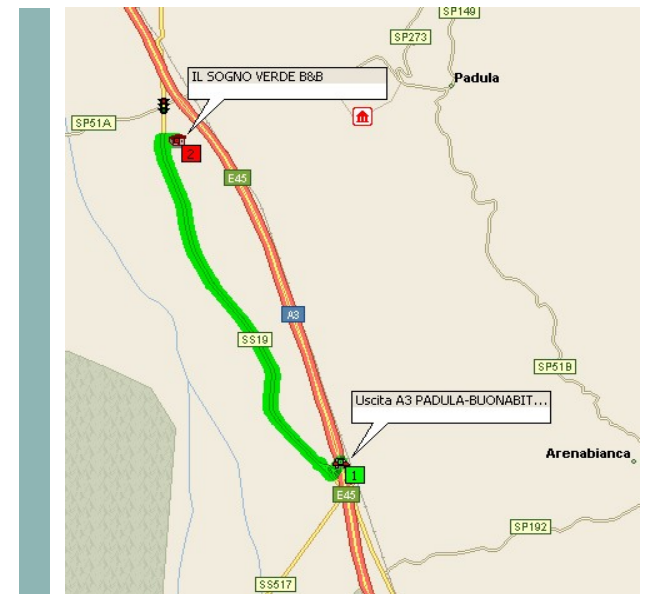 SP149
SP273
Padula
IL SOGNO VERDE B&B
SP51A
2
E45
A3
SS19
SP51B
Uscita A3 PADULA-BUONABIT...
Arenabianca
1
E45
SP192
SS517